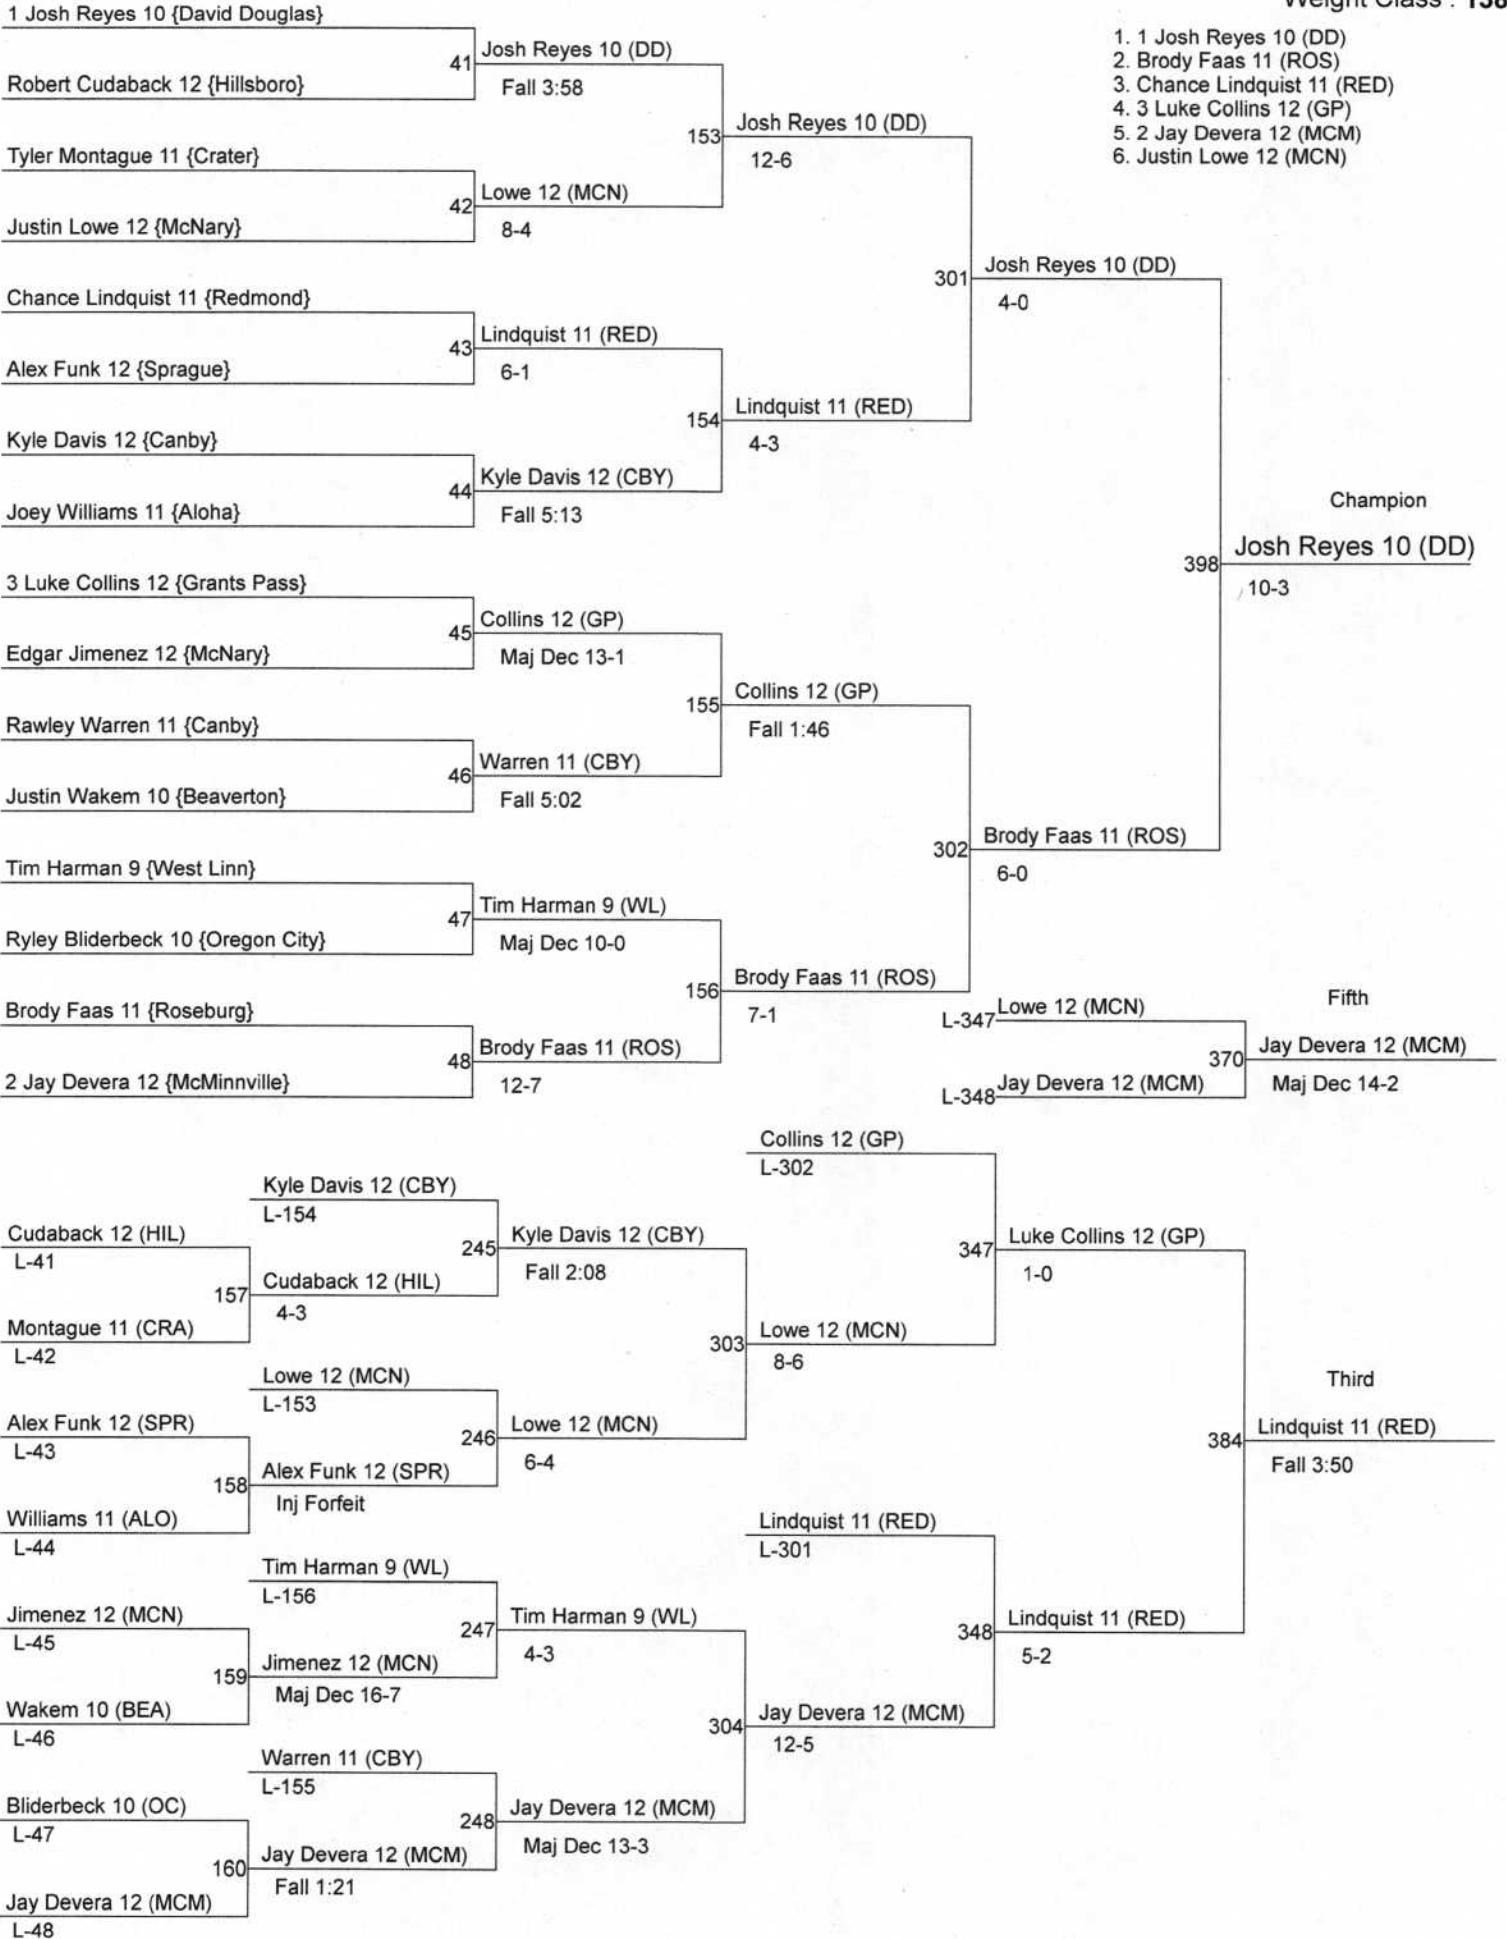 Weight Class : 138
1 Josh Reyes 10 {David Douglas}
Robert Cudaback 12 {Hillsboro}
Tyler Montague 11 {Crater}
Justin Lowe 12 {McNary}
Chance Lindquist 11 {Redmond}
Alex Funk 12 {Sprague}
Kyle Davis 12 {Canby}
Joey Williams 11 {Aloha}
3 Luke Collins 12 {Grants Pass}
Edgar Jimenez 12 {McNary}
Rawley Warren 11 {Canby}
Justin Wakem 10 {Beaverton}
Tim Harman 9 {West Linn}
Ryley Bliderbeck 10 {Oregon City}
Brody Faas 11 {Roseburg}
2 Jay Devera 12 {McMinnville}
41
Josh Reyes 10 (DD)
Fall 3:58
42
Lowe 12 (MCN)
8-4
43
Lindquist 11 (RED)
6-1
44
Kyle Davis 12 (CBY)
Fall 5:13
45
Collins 12 (GP)
Maj Dec 13-1
46
Warren 11 (CBY)
Fall 5:02
47
Tim Harman 9 (WL)
Maj Dec 10-0
48
Brody Faas 11 (ROS)
12-7
153
Josh Reyes 10 (DD)
12-6
154
Lindquist 11 (RED)
4-3
155
Collins 12 (GP)
Fall 1:46
156
Brody Faas 11 (ROS)
7-1
301
Josh Reyes 10 (DD)
4-0
302
Brody Faas 11 (ROS)
6-0
Champion
398
Josh Reyes 10 (DD)
10-3
1. 1 Josh Reyes 10 (DD)
2. Brody Faas 11 (ROS)
3. Chance Lindquist 11 (RED)
4. 3 Luke Collins 12 (GP)
5. 2 Jay Devera 12 (MCM)
6. Justin Lowe 12 (MCN)
Fifth
L-347
Lowe 12 (MCN)
L-348
Jay Devera 12 (MCM)
370
Jay Devera 12 (MCM)
Maj Dec 14-2
Cudaback 12 (HIL)
L-41
Montague 11 (CRA)
L-42
Alex Funk 12 (SPR)
L-43
Williams 11 (ALO)
L-44
Jimenez 12 (MCN)
L-45
Wakem 10 (BEA)
L-46
Bliderbeck 10 (OC)
L-47
Jay Devera 12 (MCM)
L-48
Kyle Davis 12 (CBY)
L-154
157
Cudaback 12 (HIL)
4-3
Lowe 12 (MCN)
L-153
158
Alex Funk 12 (SPR)
Inj Forfeit
Tim Harman 9 (WL)
L-156
159
Jimenez 12 (MCN)
Maj Dec 16-7
Warren 11 (CBY)
L-155
160
Jay Devera 12 (MCM)
Fall 1:21
245
Kyle Davis 12 (CBY)
Fall 2:08
246
Lowe 12 (MCN)
6-4
247
Tim Harman 9 (WL)
4-3
248
Jay Devera 12 (MCM)
Maj Dec 13-3
Collins 12 (GP)
L-302
303
Lowe 12 (MCN)
8-6
Lindquist 11 (RED)
L-301
304
Jay Devera 12 (MCM)
12-5
347
Luke Collins 12 (GP)
1-0
348
Lindquist 11 (RED)
5-2
Third
384
Lindquist 11 (RED)
Fall 3:50